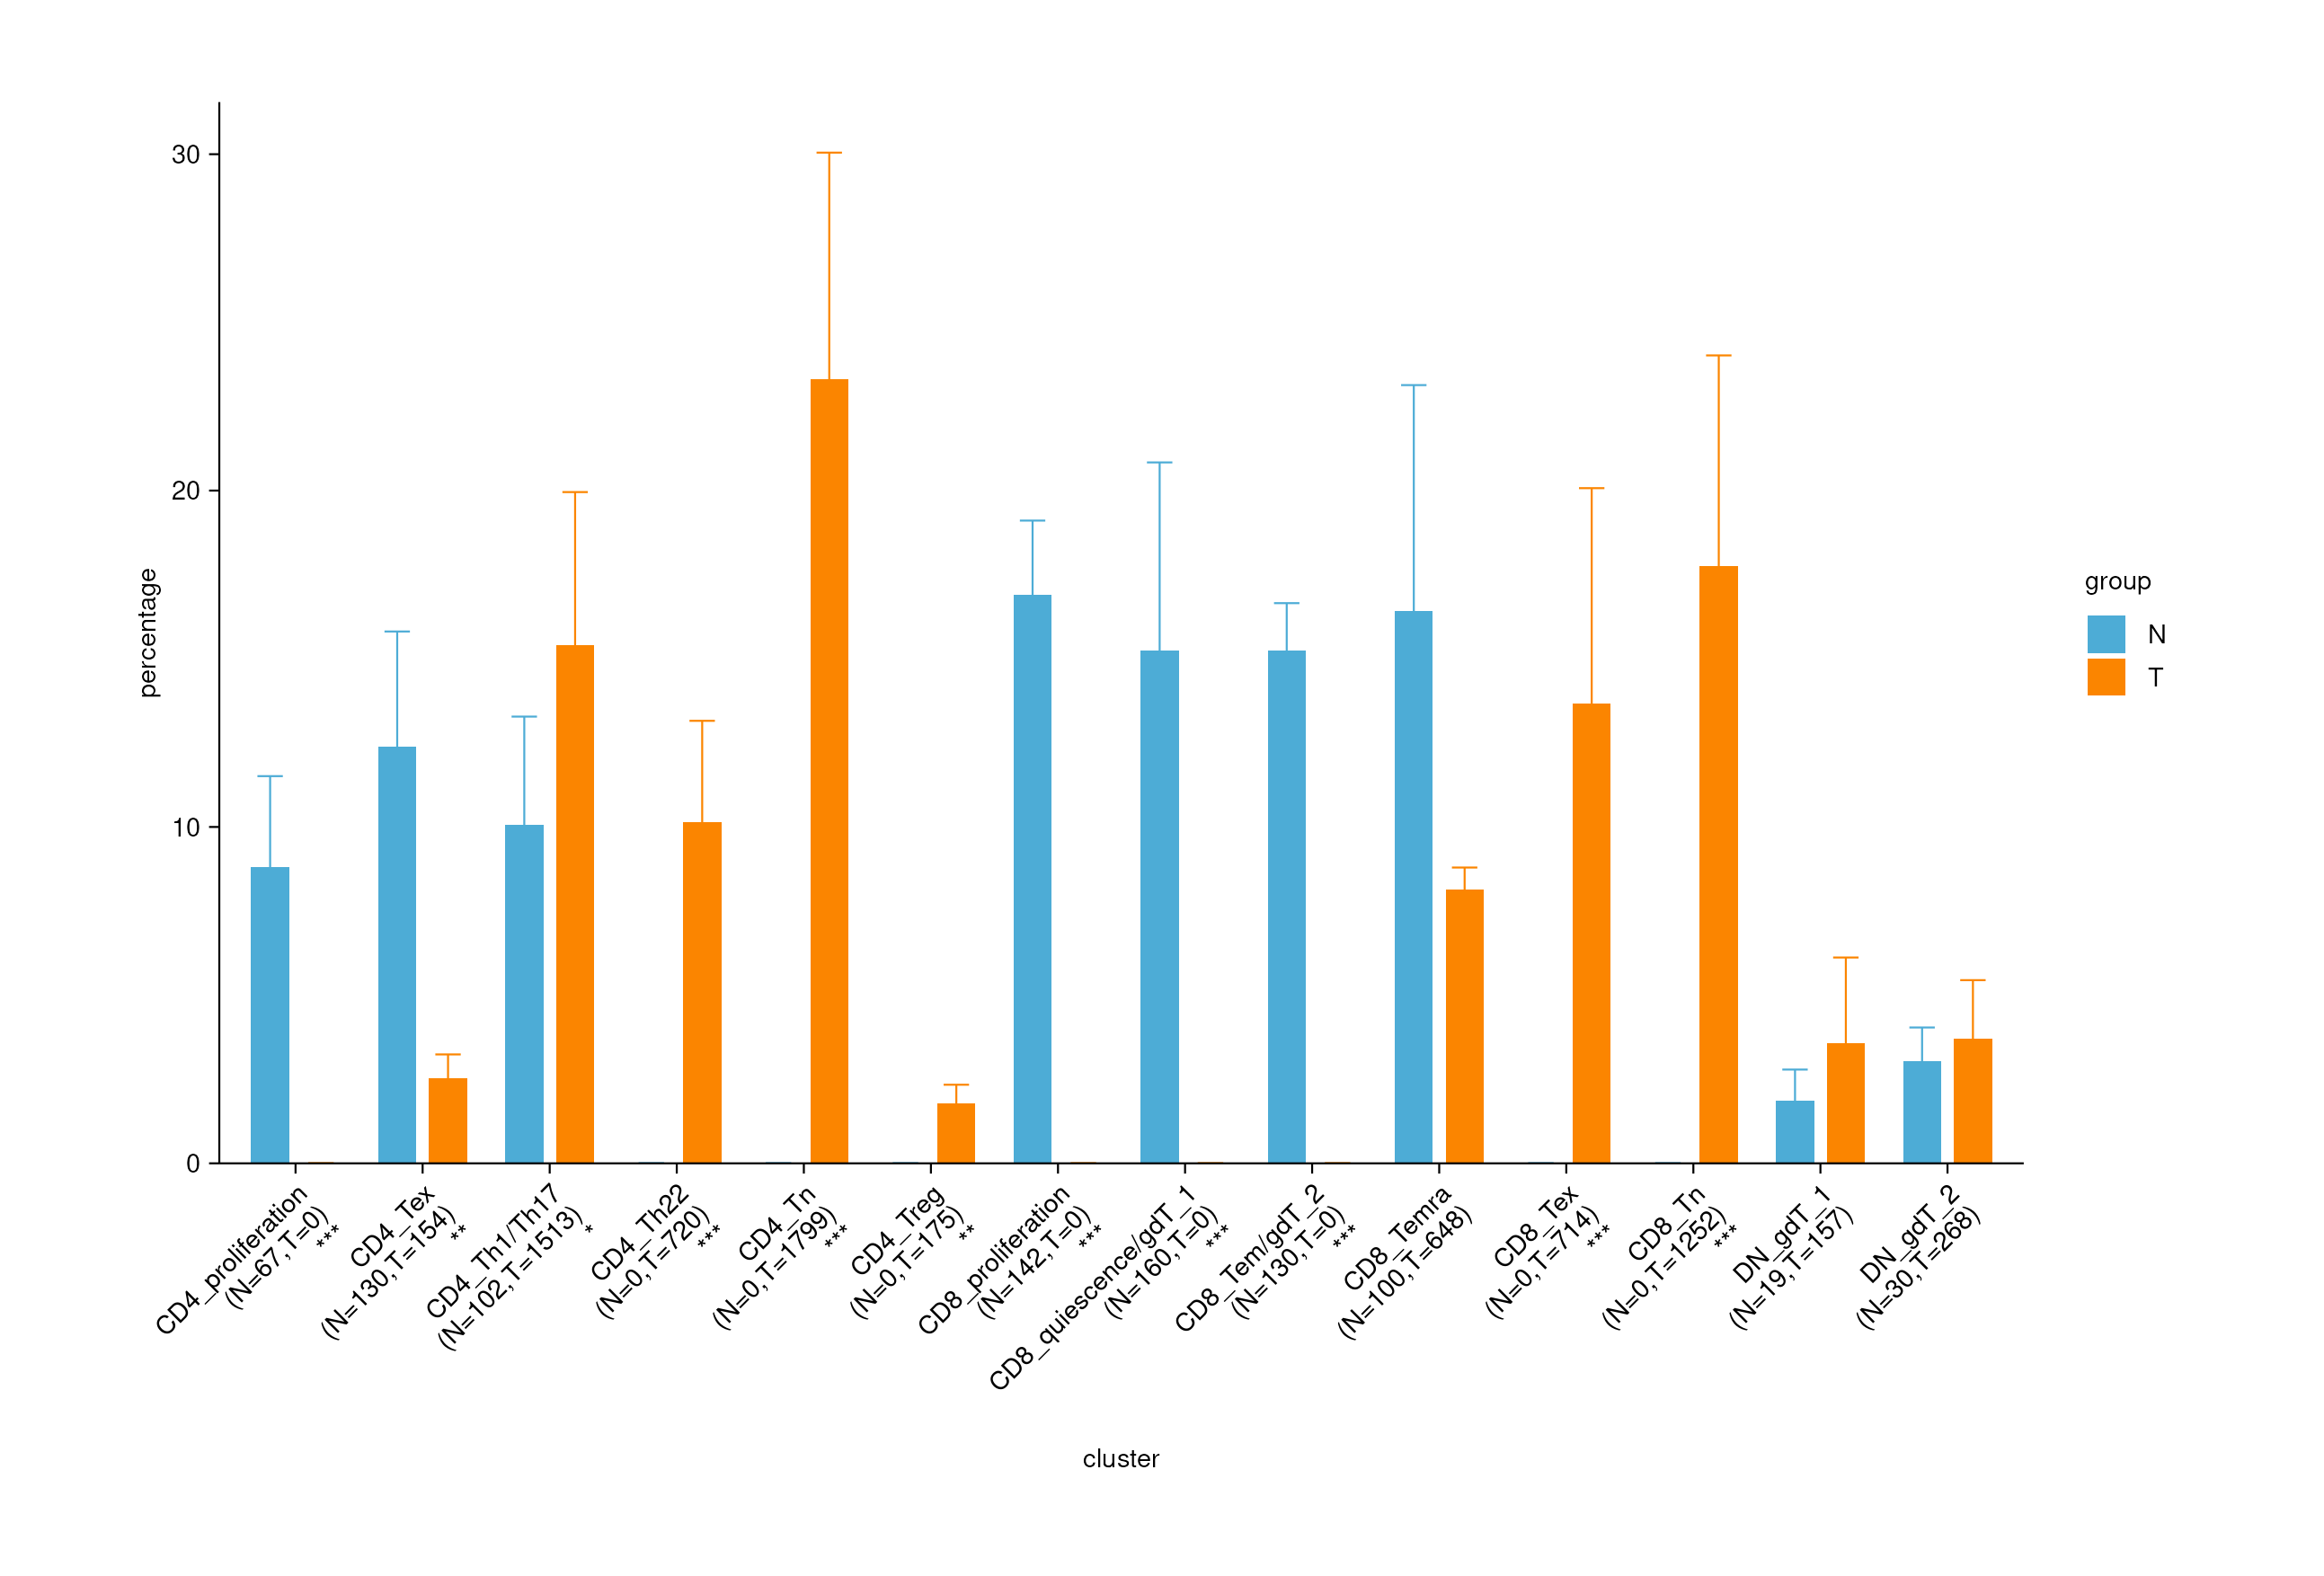 30
20
10
0
percentage
CD4_proliferation
(N=67,T=0)
***
CD4_Tex
(N=130,T=154)
**
CD4_Th1/Th17
(N=102,T=1513)
*
CD4_Th22
(N=0,T=720)
***
CD4_Tn
(N=0,T=1799)
***
CD4_Treg
(N=0,T=175)
**
CD8_proliferation
(N=142,T=0)
***
CD8_quiescence/gdT_1
(N=160,T=0)
***
CD8_Tem/gdT_2
(N=130,T=0)
***
CD8_Temra
(N=100,T=648)
CD8_Tex
(N=0,T=714)
***
CD8_Tn
(N=0,T=1252)
***
DN_gdT_1
(N=19,T=157)
DN_gdT_2
(N=30,T=268)
cluster
group
N
T